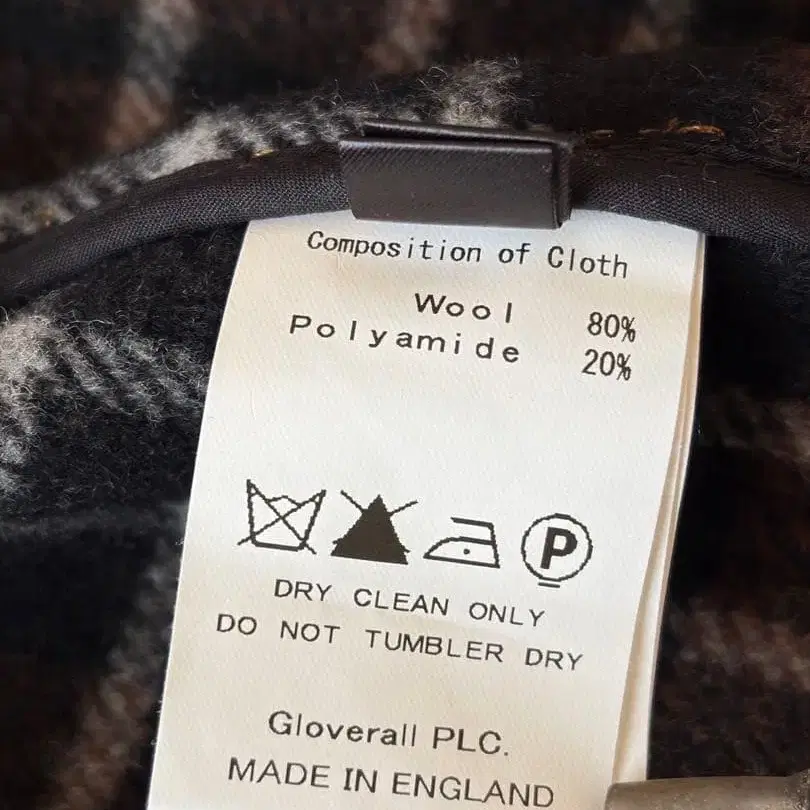 Composition of Cloth
Wool 80%
Polyamide 20%
P
DRY CLEAN ONLY
DO NOT TUMBLER DRY
Gloverall PLC.
MADE IN ENGLAND